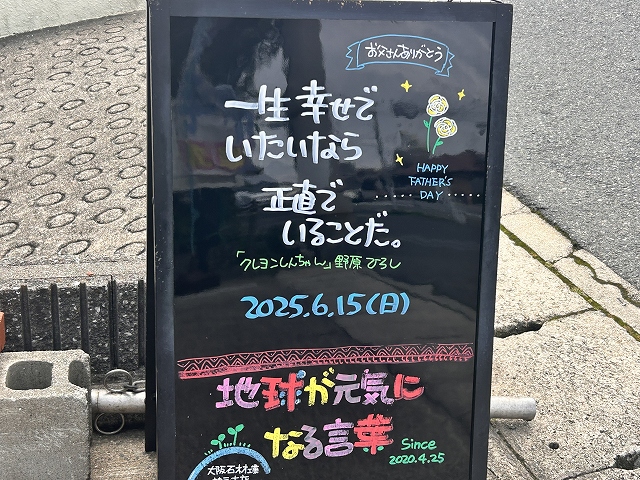 お父さんありがとう
一生 幸せで
いたいなら
HAPPY
FATHER'S
DAY
正直で
いることだ。
「クレヨンしんちゃん」野原ひろし
2025.6.15(日)
地球が元気に
なる言葉
Since
2020.4.25
大阪石材工庫